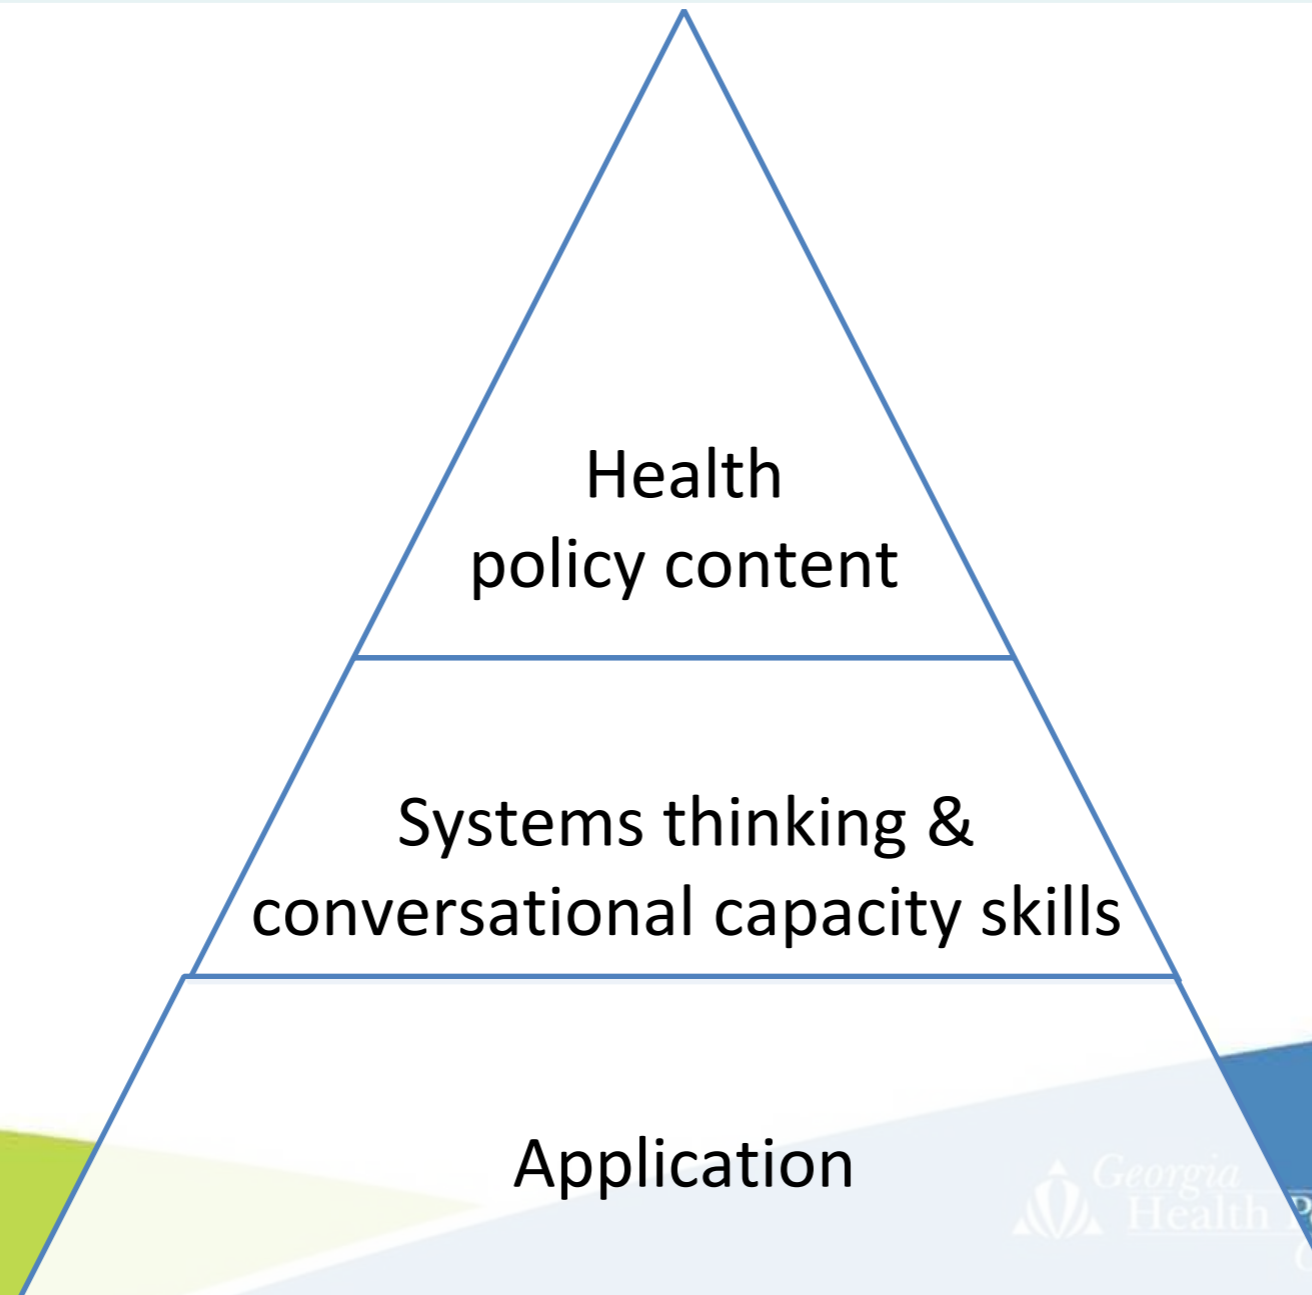 Health
policy content
Systems thinking &
conversational capacity skills
Application
Georgia
Health